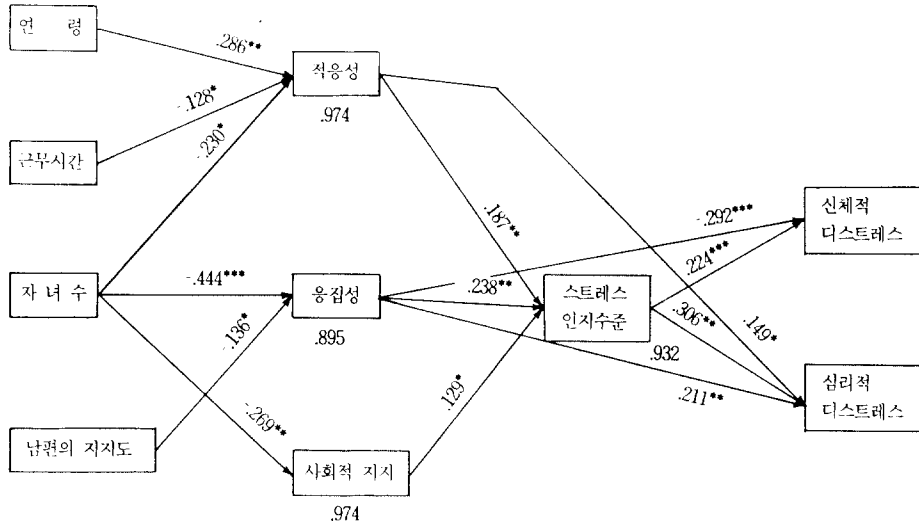 연 령
.286**
적응성
.974
-.128*
-.230*
근무시간
.187**
-.292***
신체적
디스트레스
.224***
자 녀 수
-.444***
응집성
.895
.238**
스트레스
인지수준
.932
.306**
.149*
-.136*
.211**
심리적
디스트레스
.129*
-.269**
남편의 지지도
사회적 지지
.974